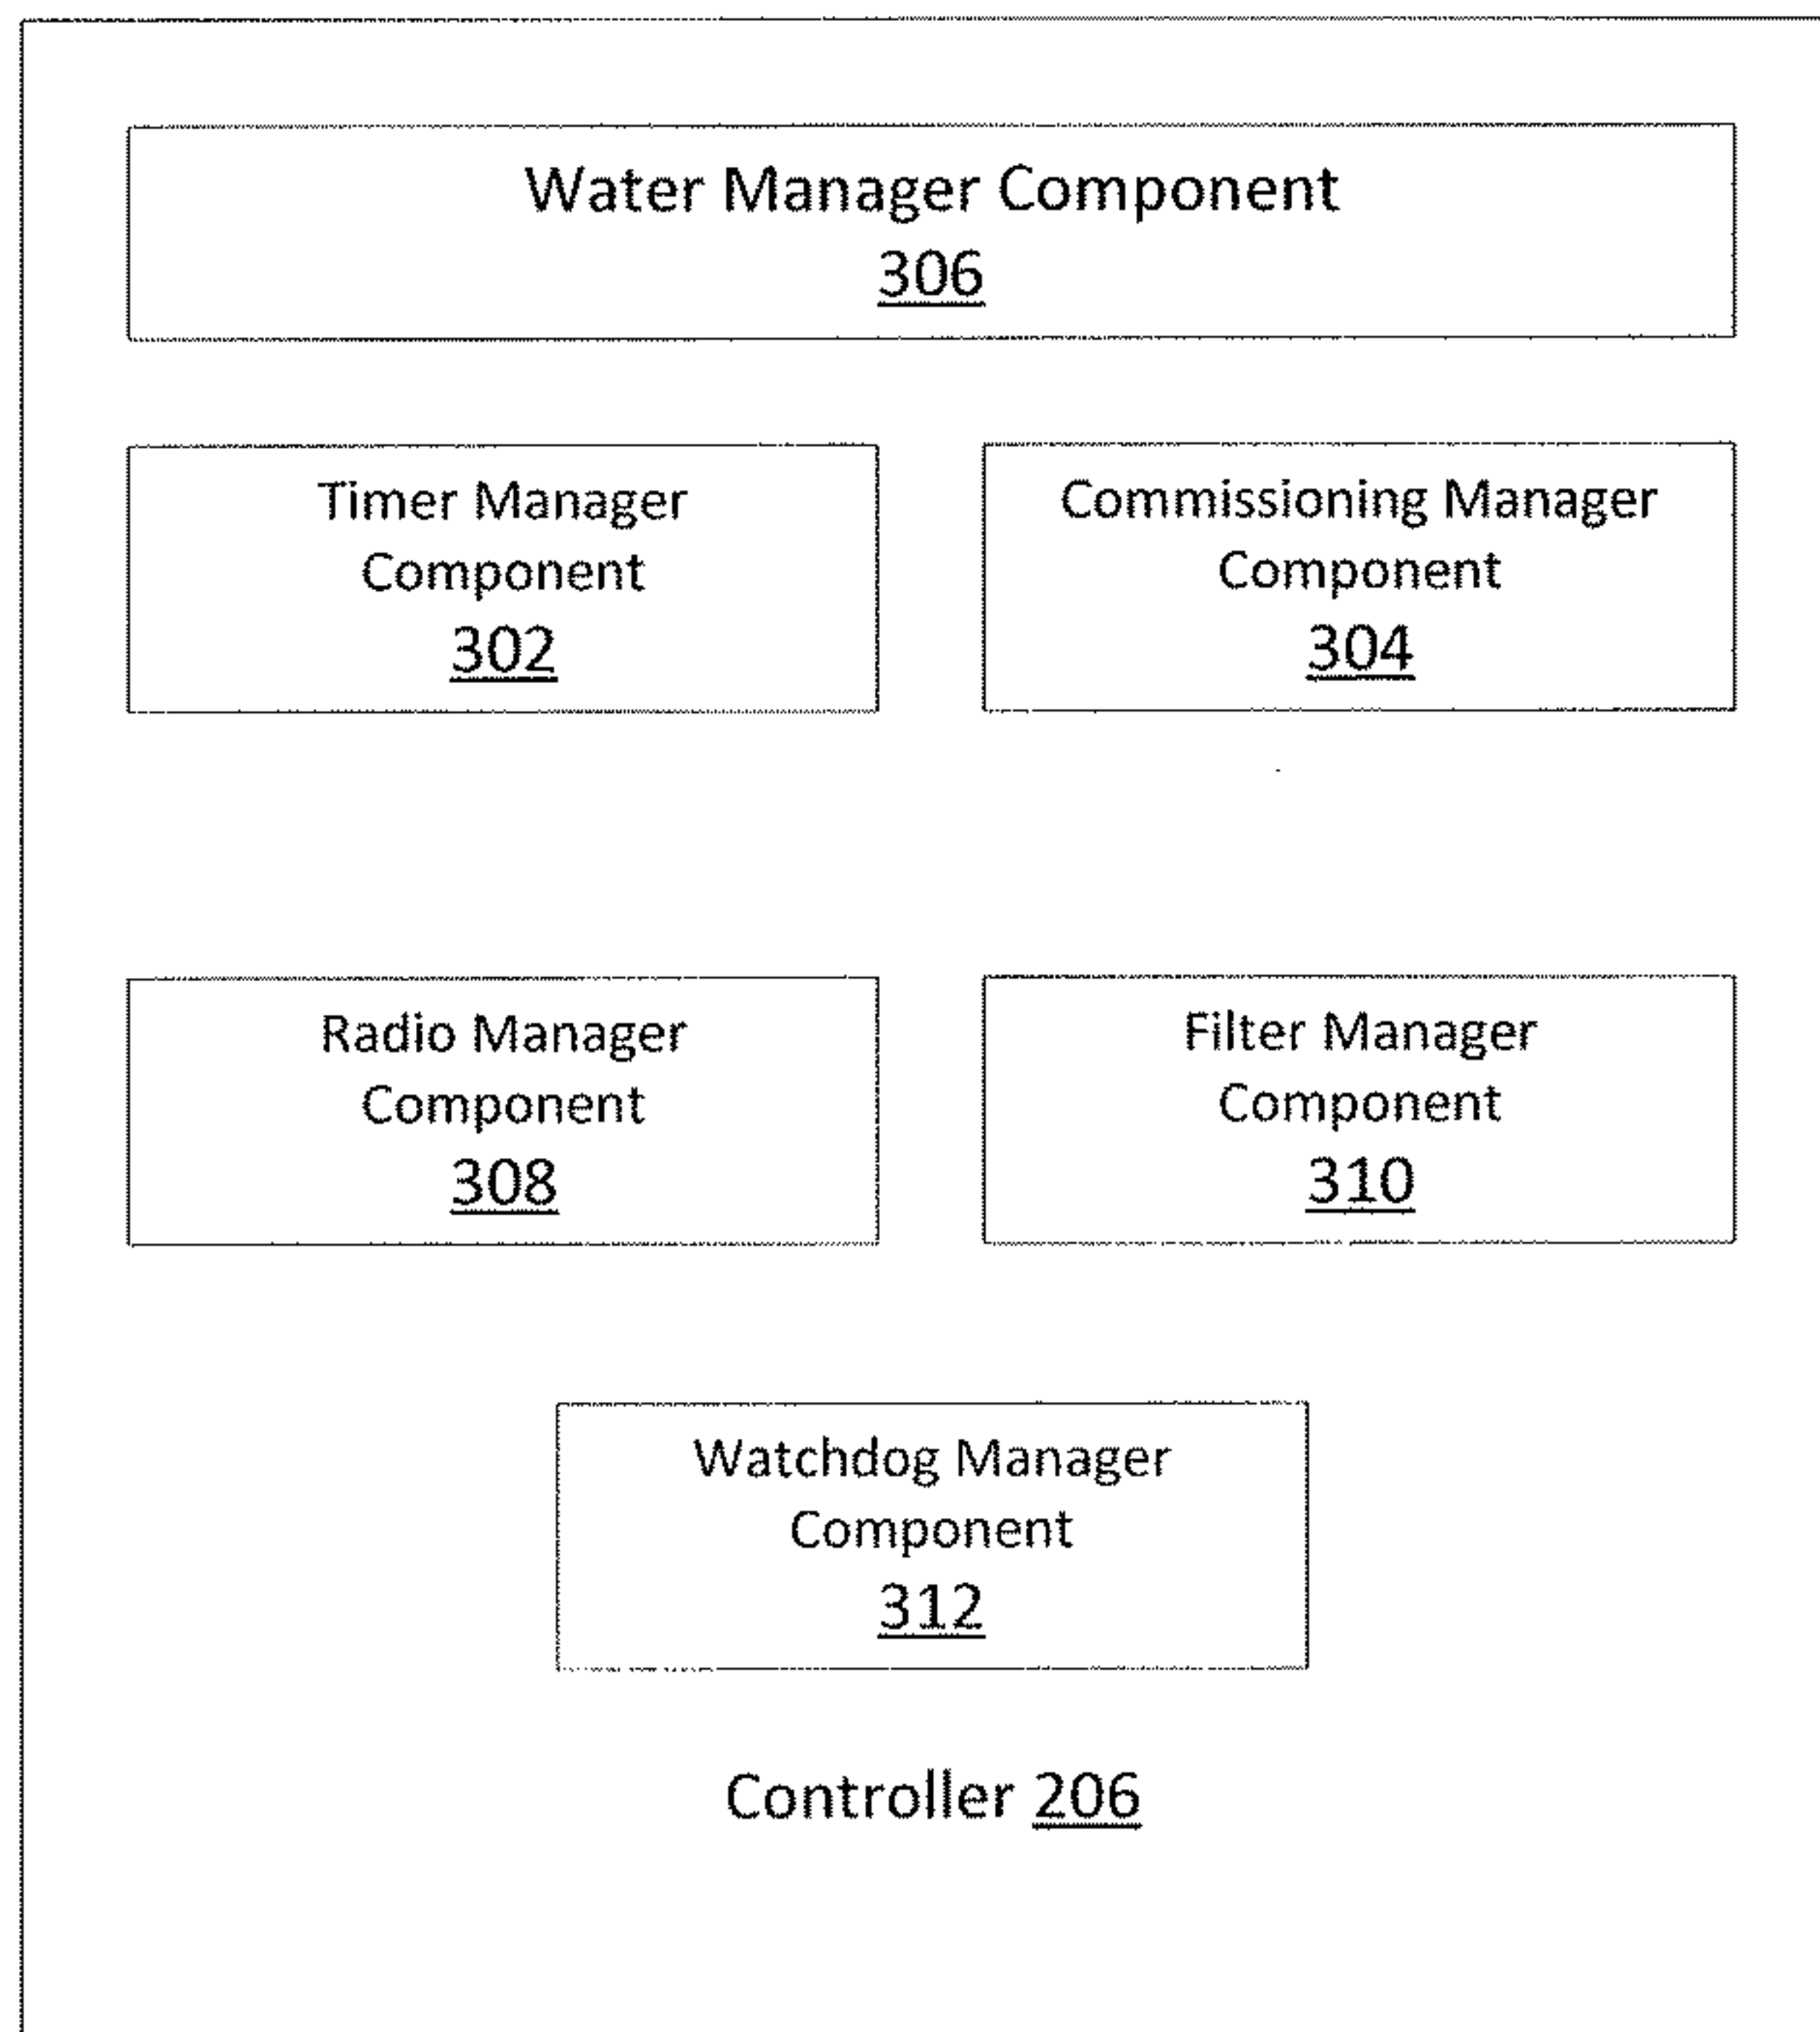 Water Manager Component
306
Timer Manager
Component
302
Commissioning Manager
Component
304
Radio Manager
Component
308
Filter Manager
Component
310
Watchdog Manager
Component
312
Controller 206